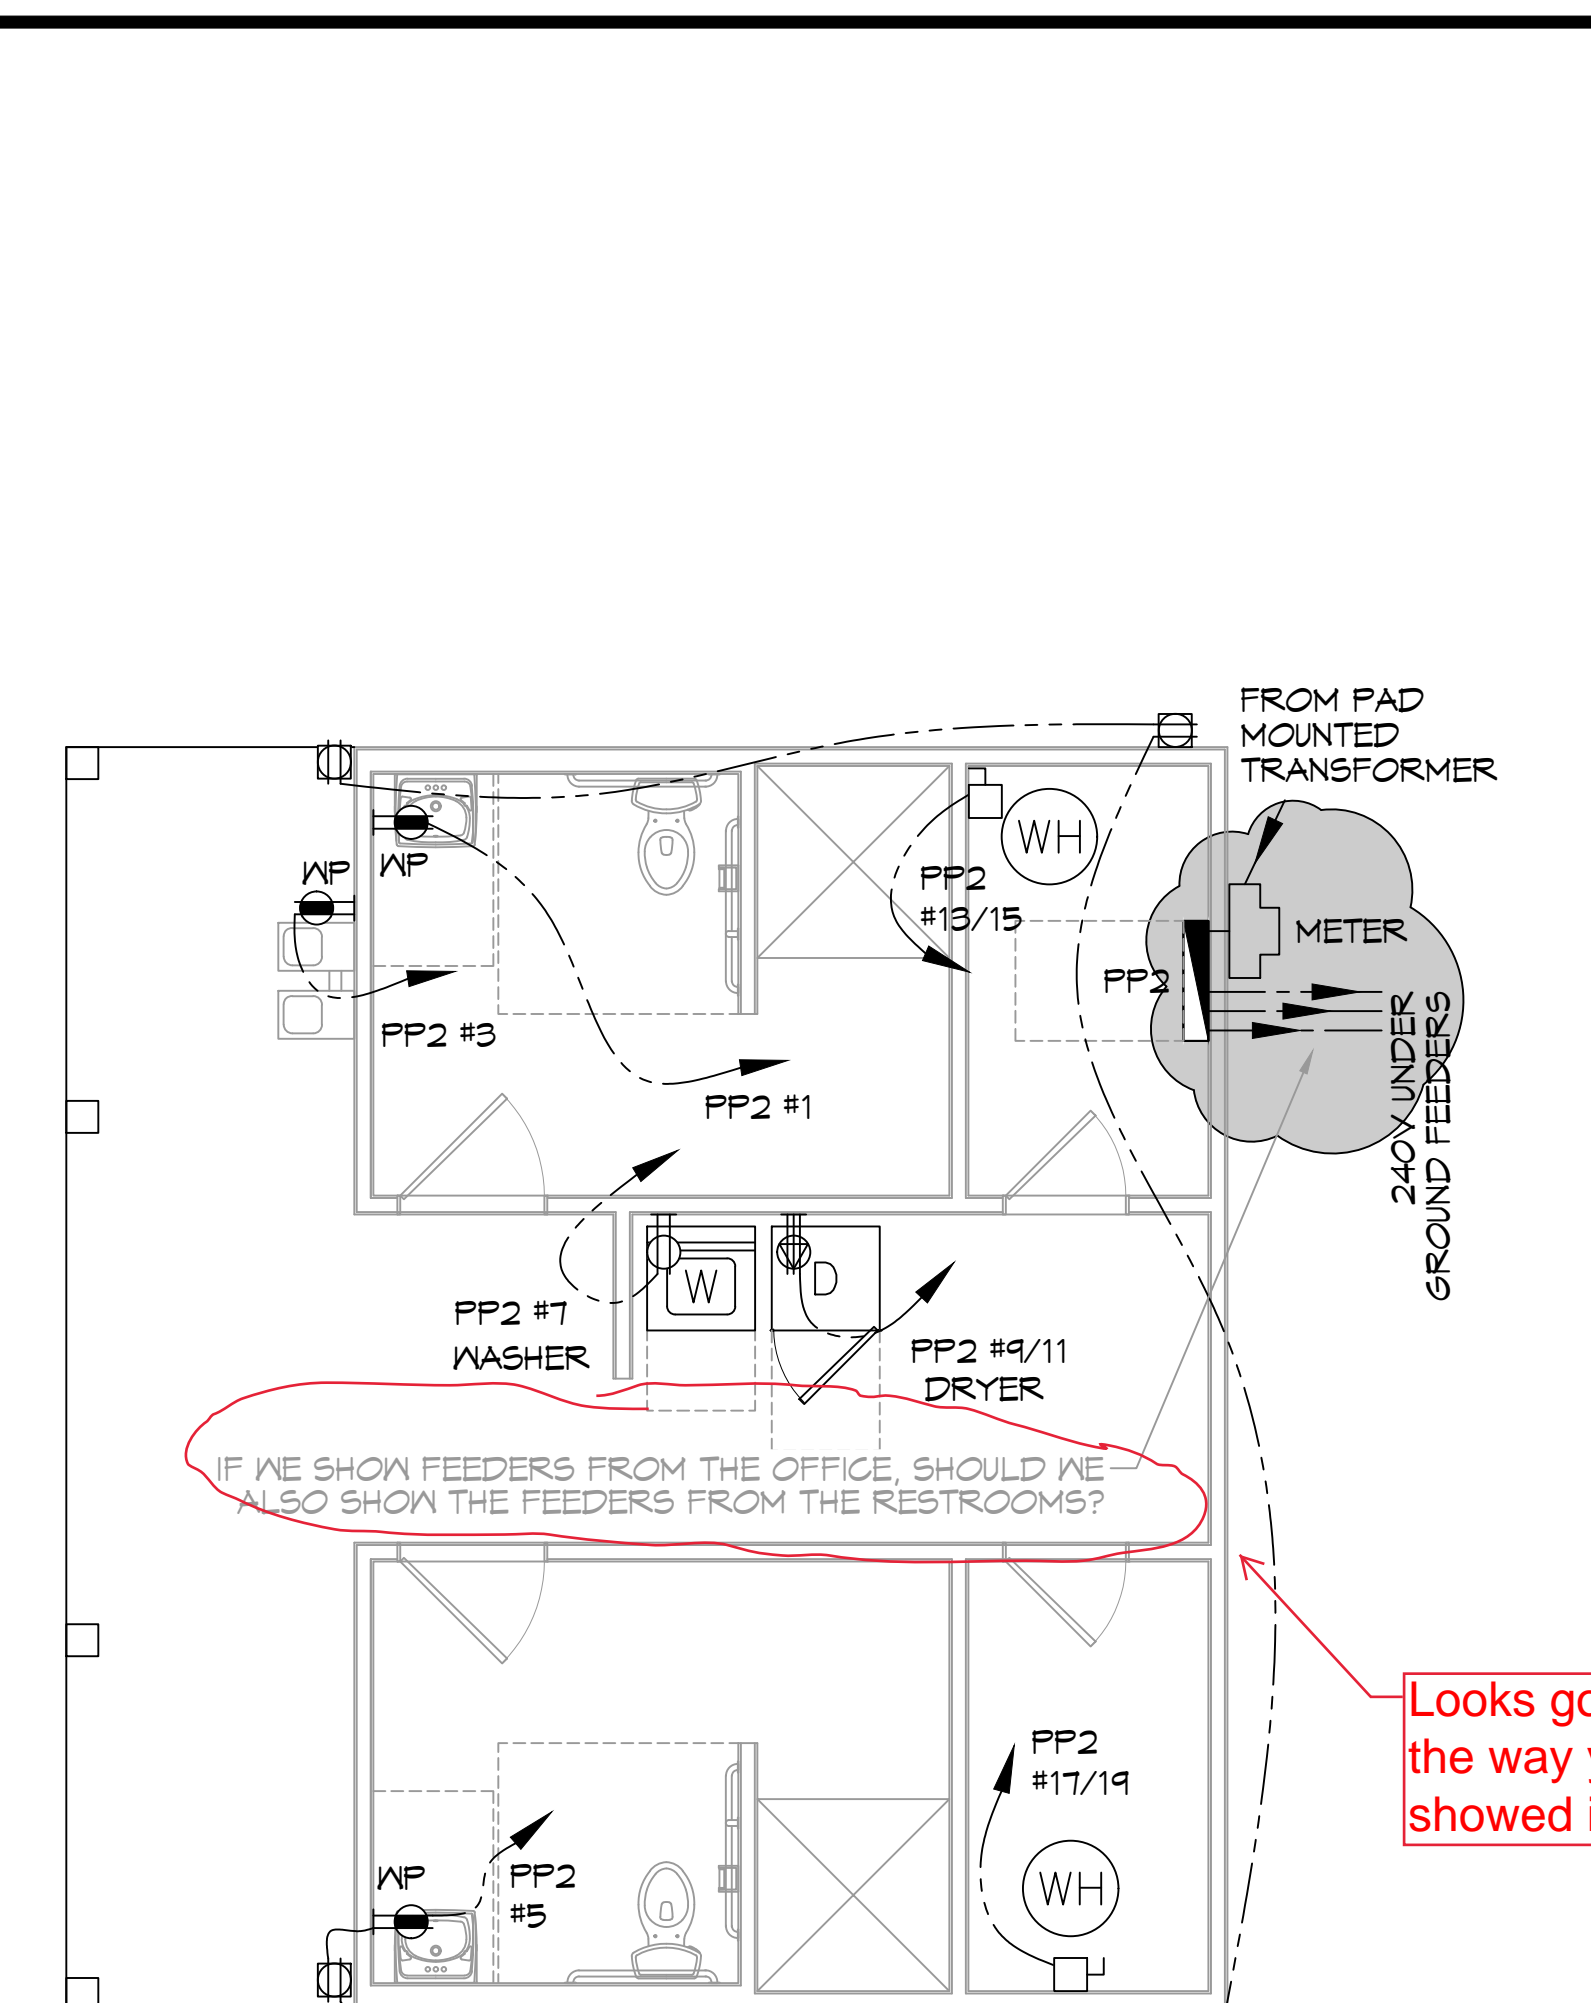 FROM PAD
MOUNTED
TRANSFORMER
WH
WP
WP
PP2
#13/15
METER
PP2
PP2 #3
240V UNDER
GROUND FEEDERS
PP2 #1
W
D
PP2 #7
WASHER
PP2 #9/11
DRYER
IF WE SHOW FEEDERS FROM THE OFFICE, SHOULD WE
ALSO SHOW THE FEEDERS FROM THE RESTROOMS?
Looks
the way
showed
PP2
#17/19
WP
PP2
#5
WH